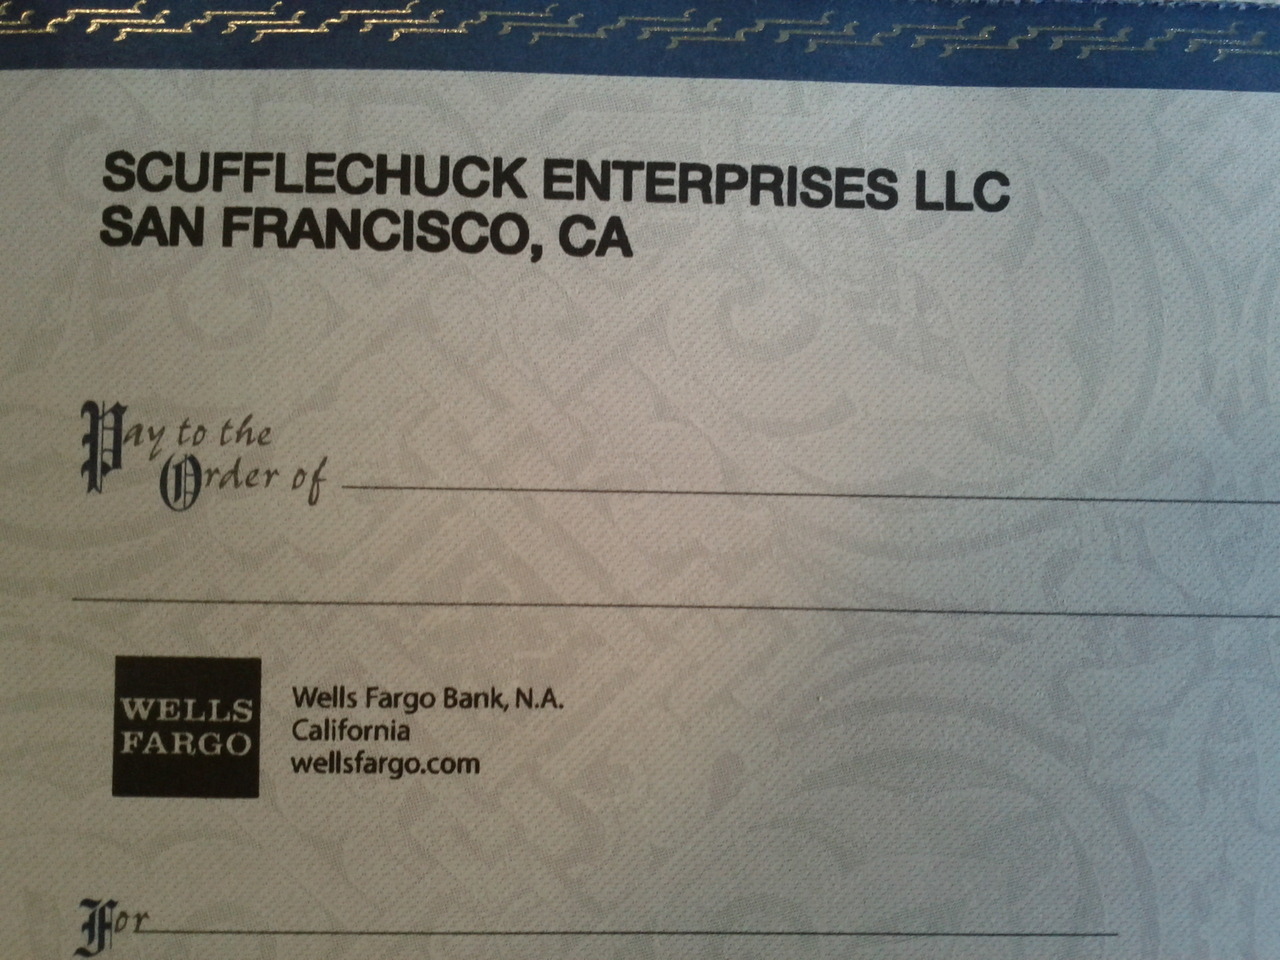 SCUFFLECHUCK ENTERPRISES LLC
SAN FRANCISCO, CA
Pay to the
Order of
WELLS
FARGO
Wells Fargo Bank, N.A.
California
wellsfargo.com
For